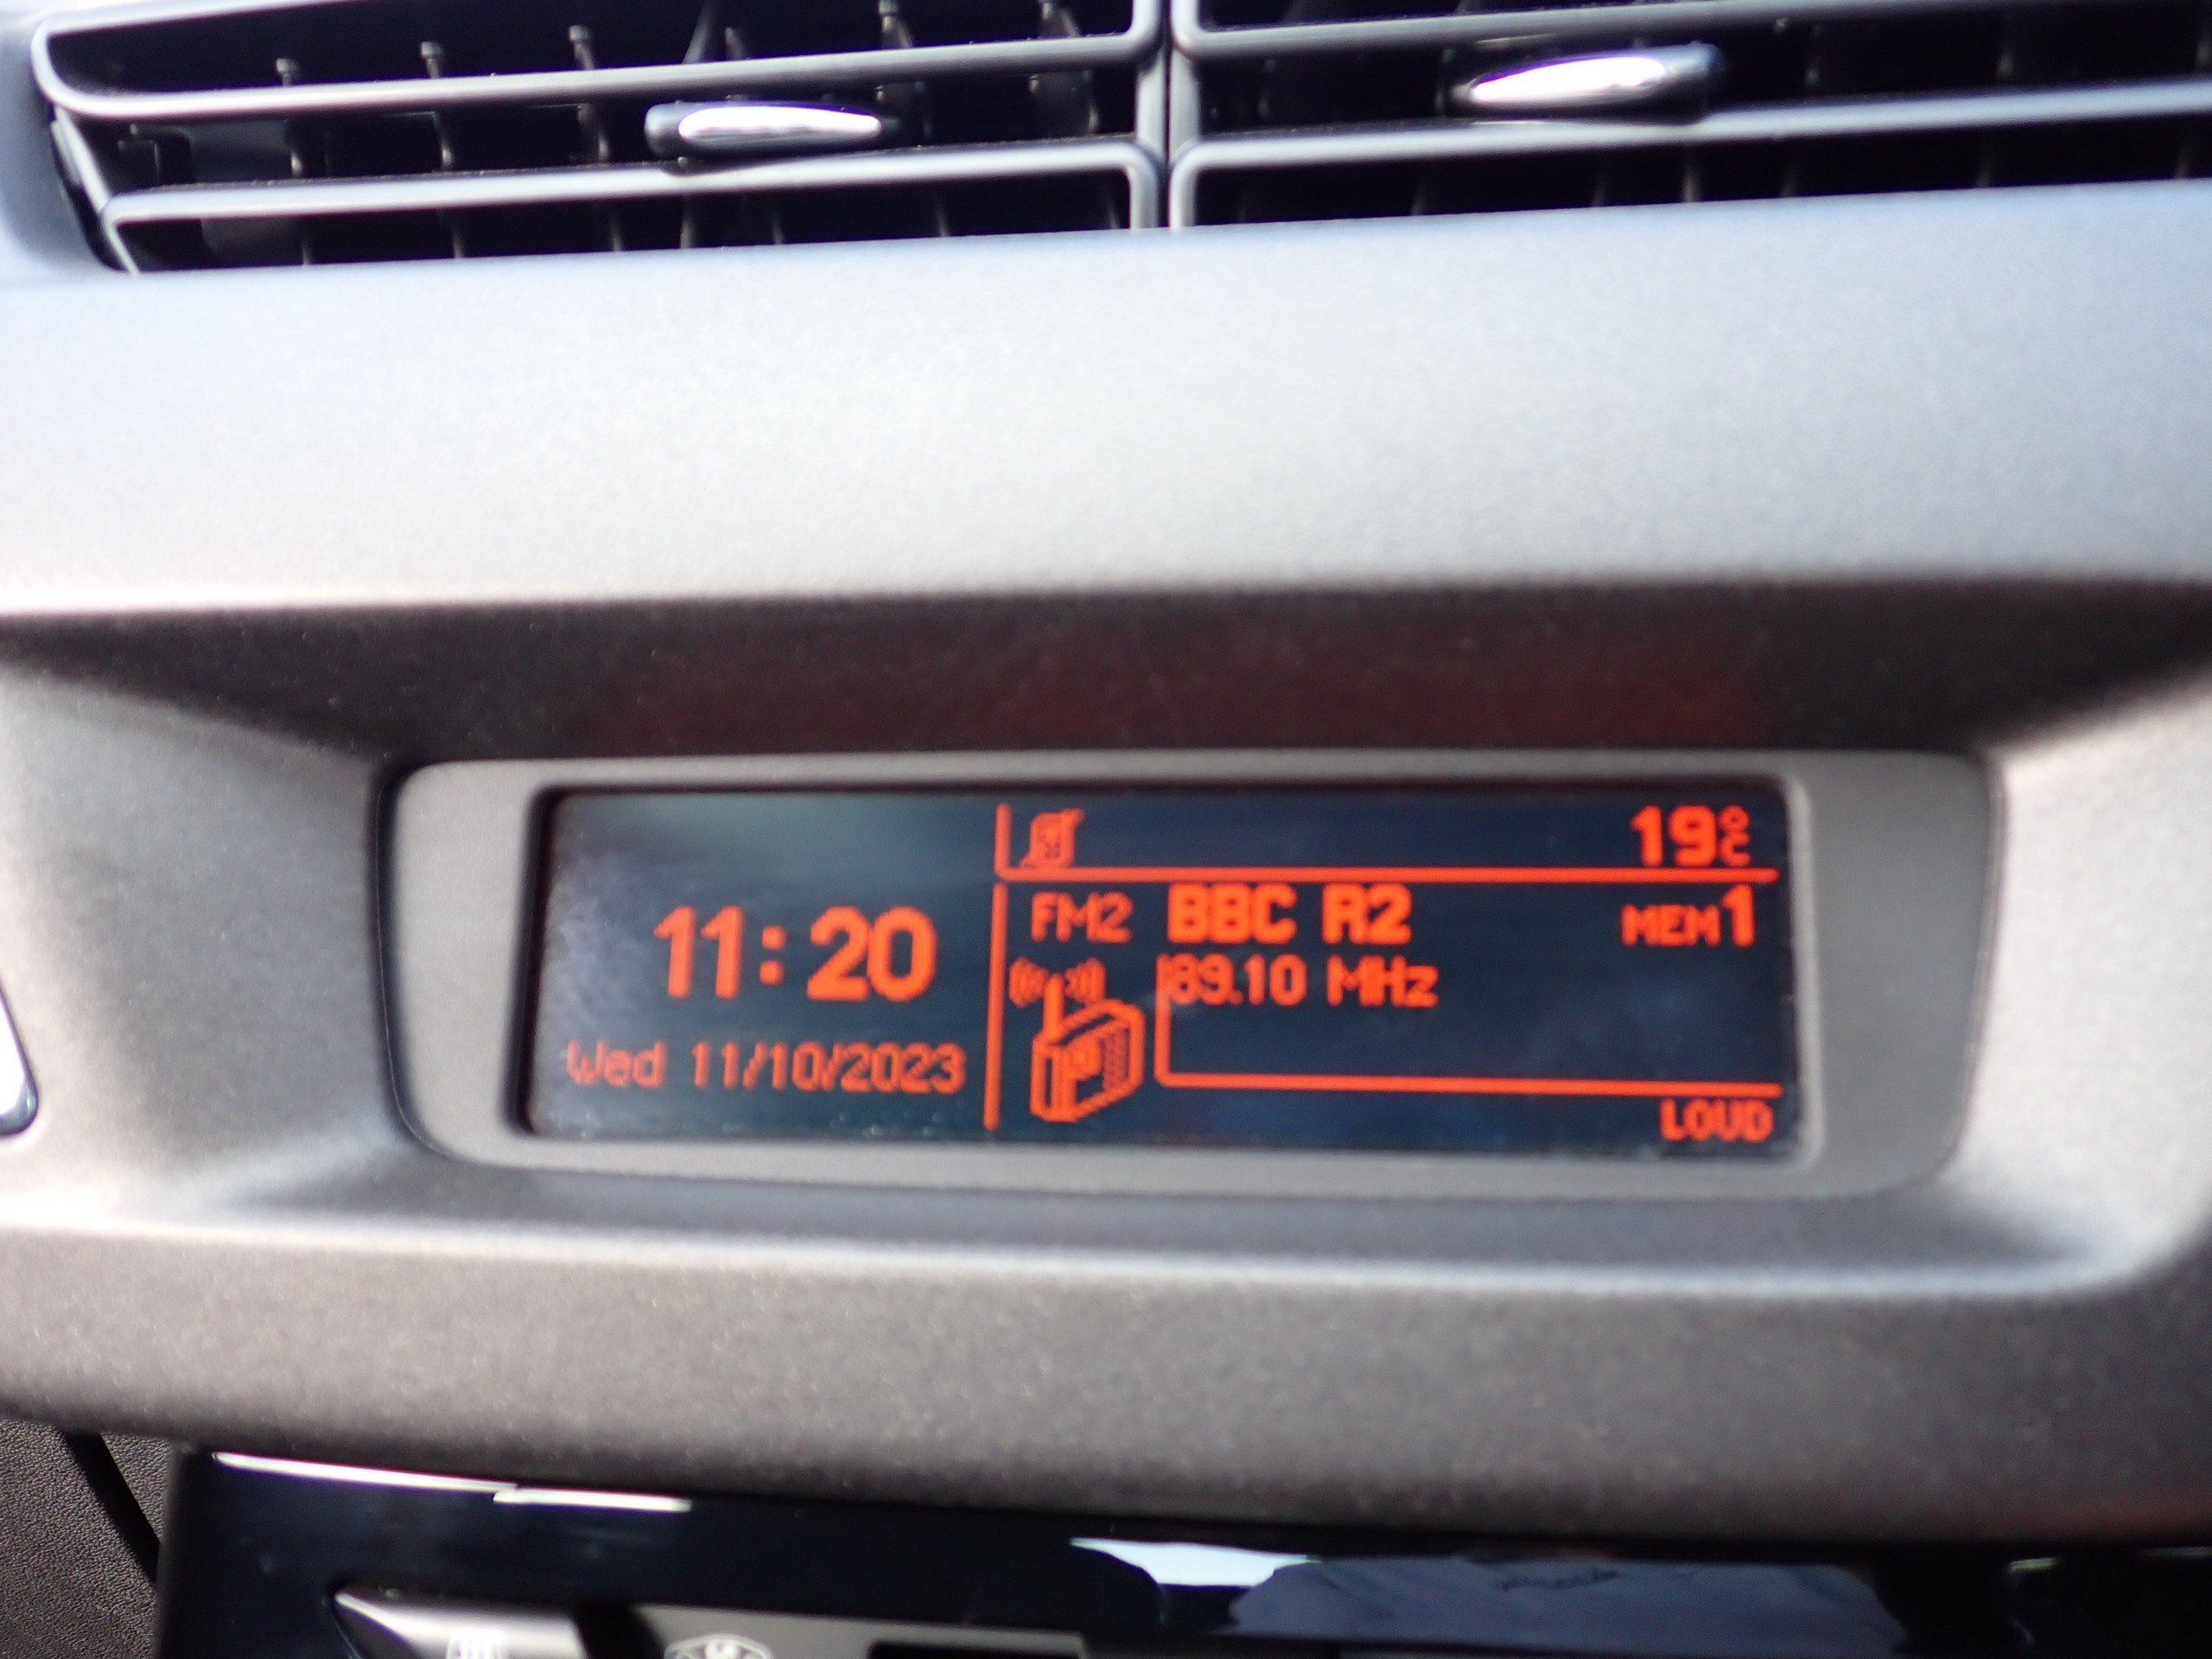 19°C
FM2 BBC R2 MEM1
89.10 MHz
11:20
Wed 11/10/2023
LOUD